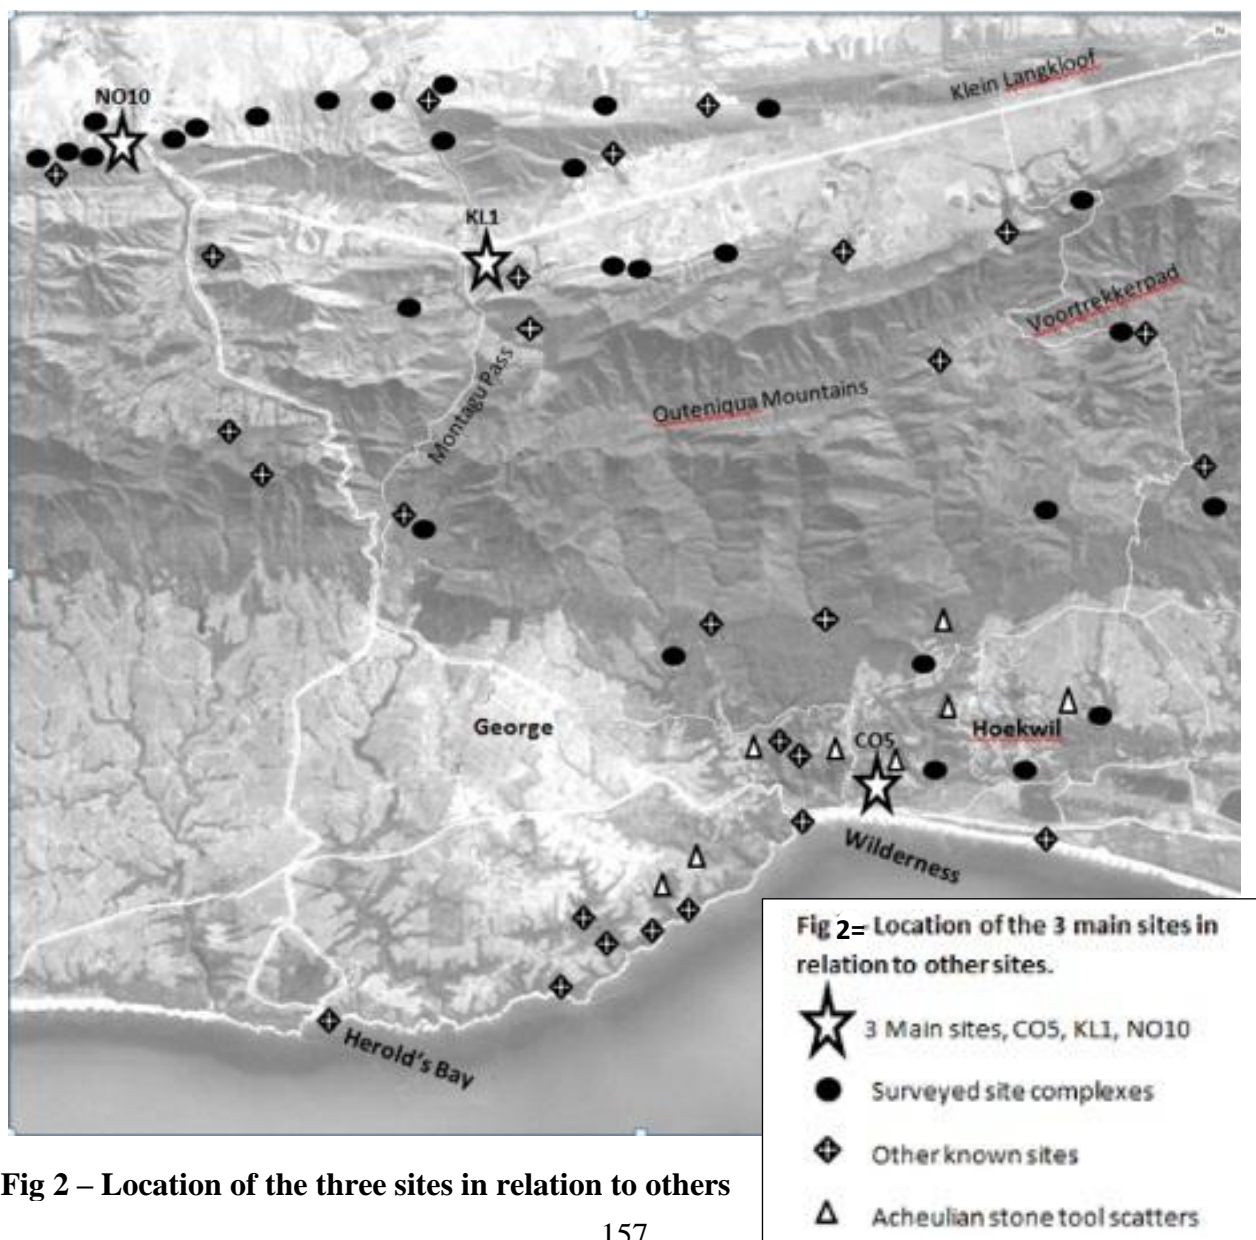 N
Klein Langkloof
NO10
KL1
Voortrekkerpad
Montagu Pass
Outeniqua Mountains
George
Hoekwil
CO5
Wilderness
Herold's Bay
Fig 2= Location of the 3 main sites in
relation to other sites.
3 Main sites, CO5, KL1, NO10
Surveyed site complexes
Other known sites
Acheulian stone tool scatters
Fig 2 – Location of the three sites in relation to others
157